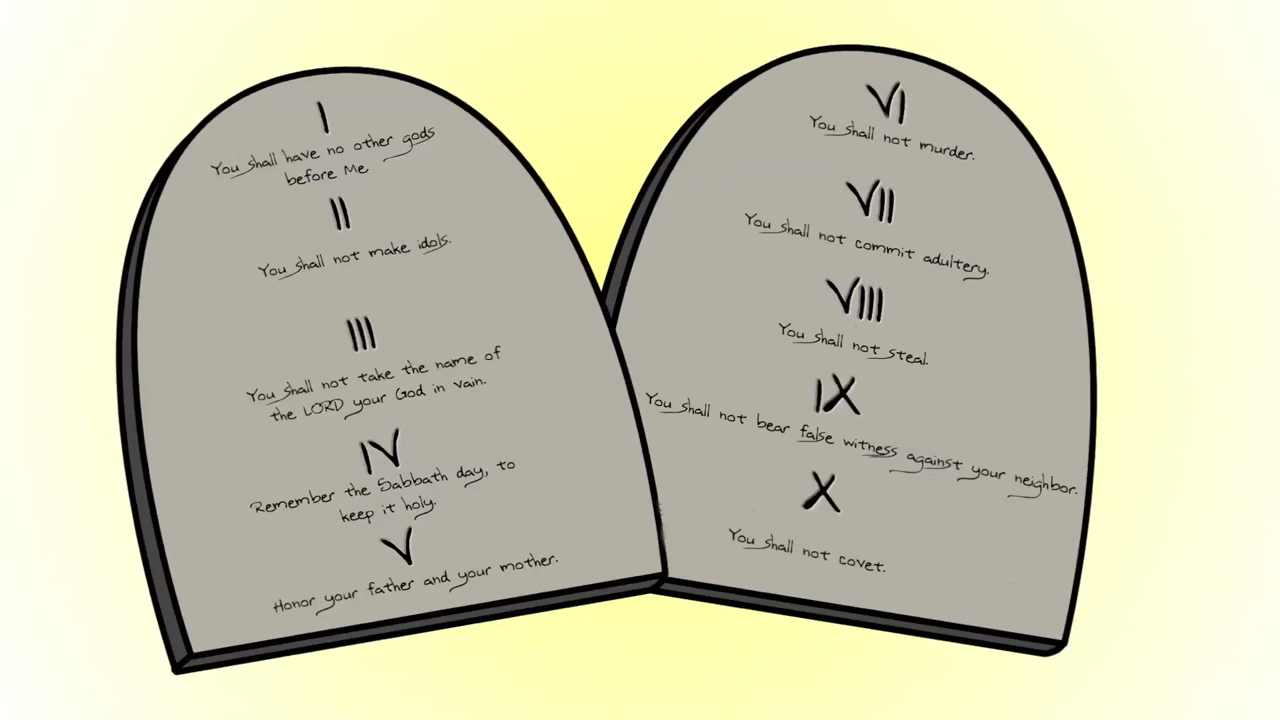 I
You shall have no other gods
before Me
II
You shall not make idols.
III
You shall not take the name of
the LORD your God in vain.
IV
Remember the Sabbath day, to
keep it holy.
V
Honor your father and your mother.
VI
You shall not murder.
VII
You shall not commit adultery.
VIII
You shall not steal.
IX
You shall not bear false witness against your neighbor.
X
You shall not covet.